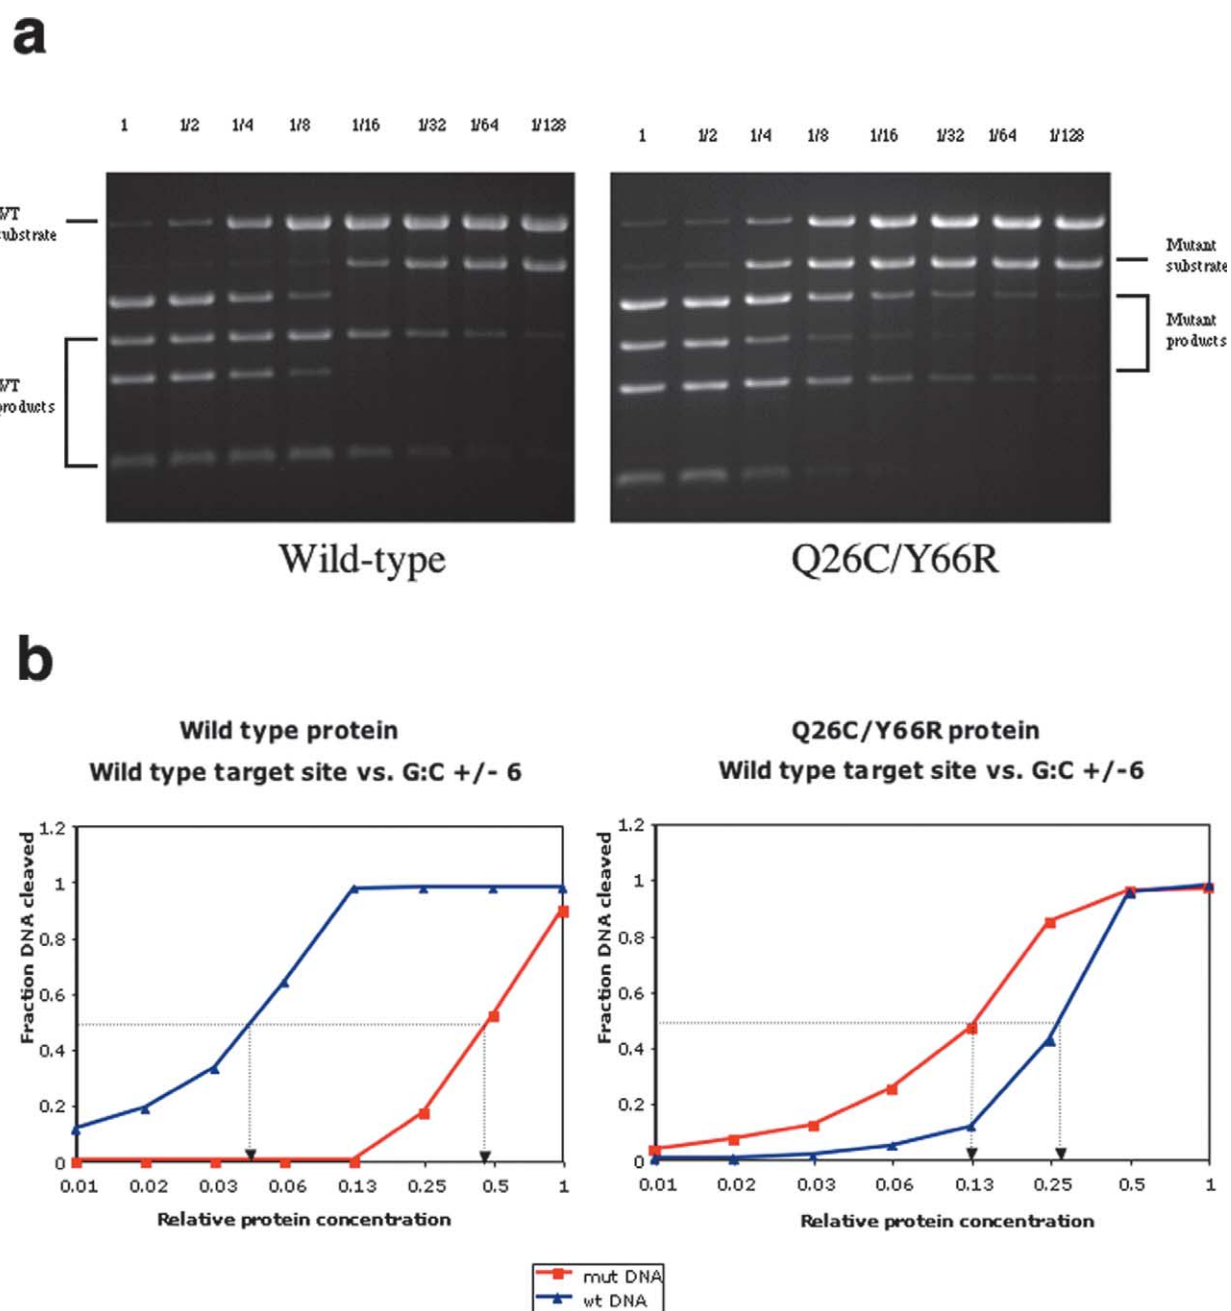 a
1 1/2 1/4 1/8 1/16 1/32 1/64 1/128
1 1/2 1/4 1/8 1/16 1/32 1/64 1/128
WT
substrate
WT
products
Mutant
substrate
Mutant
products
Wild-type
Q26C/Y66R
b
Wild type protein
Wild type target site vs. G:C +/- 6
Fraction DNA cleaved
1.2
1
0.8
0.6
0.4
0.2
0
0.01 0.02 0.03 0.06 0.13 0.25 0.5 1
Relative protein concentration
Q26C/Y66R protein
Wild type target site vs. G:C +/-6
Fraction DNA cleaved
1.2
1
0.8
0.6
0.4
0.2
0
0.01 0.02 0.03 0.06 0.13 0.25 0.5 1
Relative protein concentration
mut DNA
wt DNA